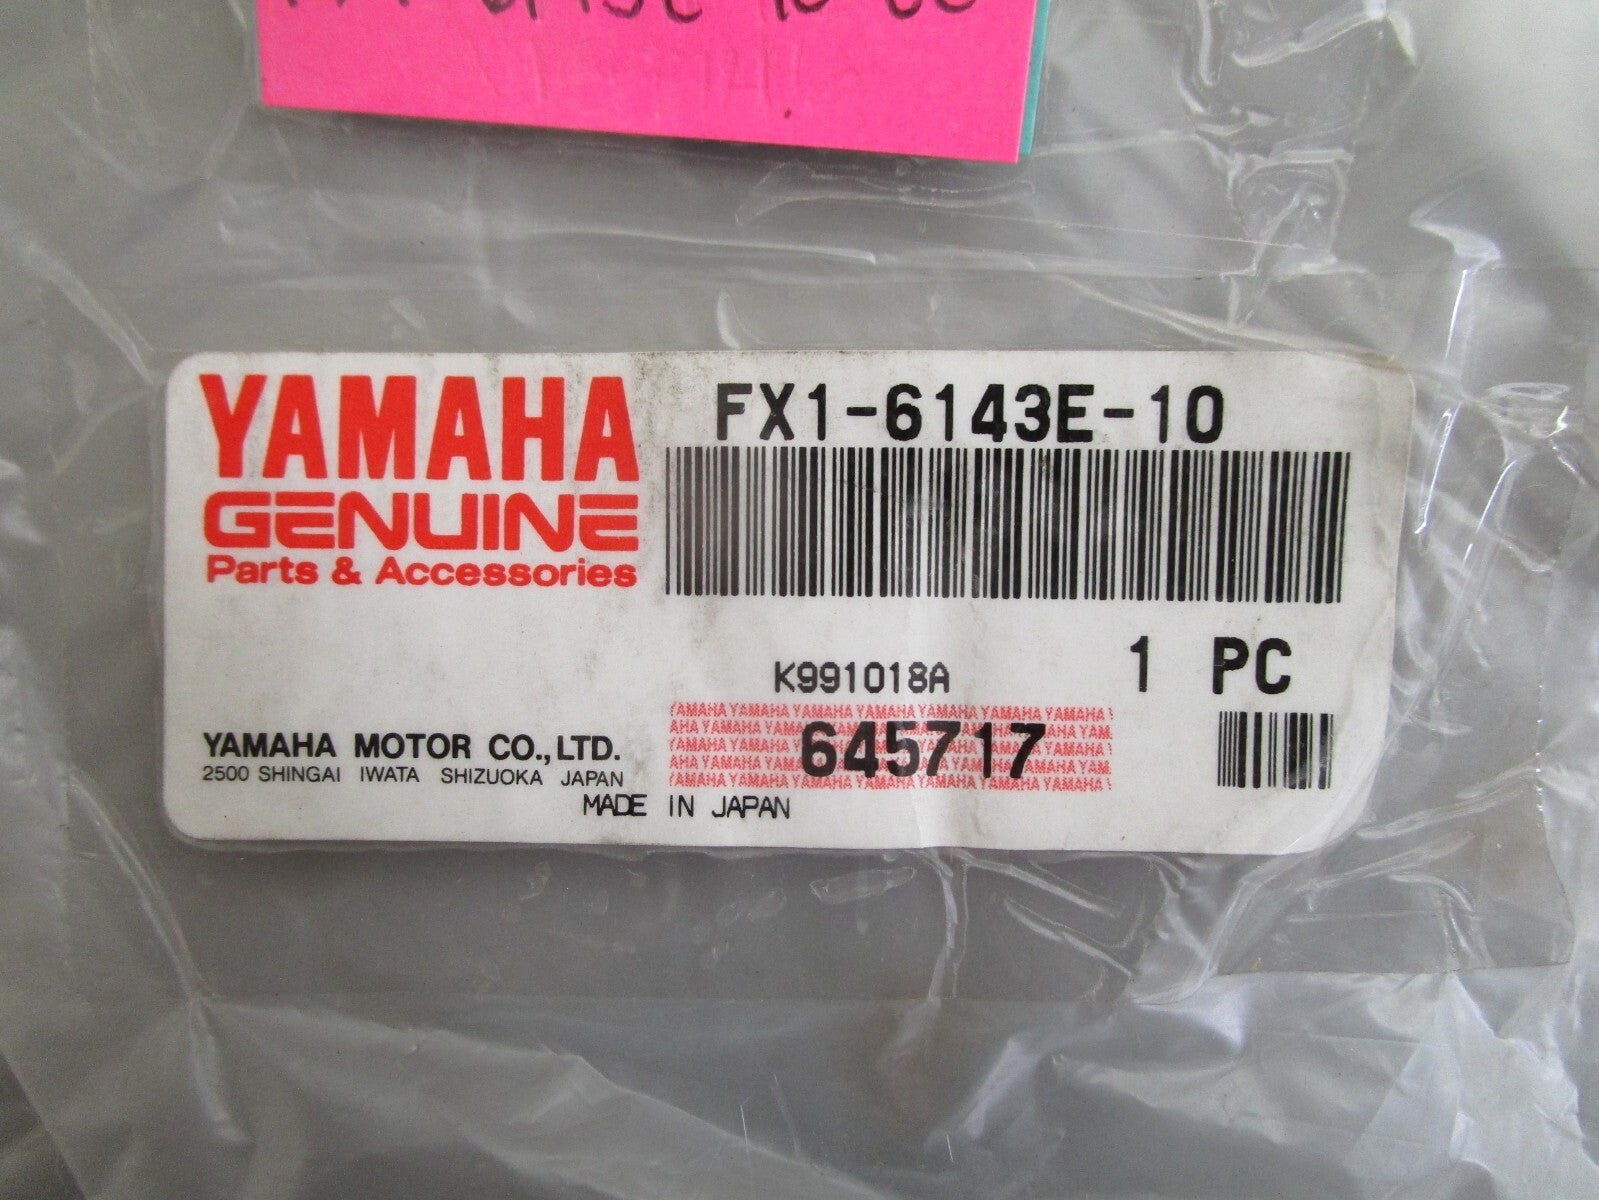 YAMAHA
GENUINE
Parts & Accessories
FX1-6143E-10
K991018A
1 PC
645717
YAMAHA MOTOR CO.,LTD.
2500 SHINGAI IWATA SHIZUOKA JAPAN
MADE IN JAPAN